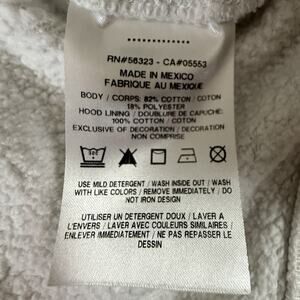 RN#56323 - CA#05553
MADE IN MEXICO
FABRIQUE AU MEXIQUE
BODY / CORPS: 82% COTTON / COTON
18% POLYESTER
HOOD LINING / DOUBLURE DE CAPUCHE:
100% COTTON / COTON
EXCLUSIVE OF DECORATION / DECORATION
NON COMPRISE
USE MILD DETERGENT / WASH INSIDE OUT / WASH
WITH LIKE COLORS / REMOVE IMMEDIATELY / DO
NOT IRON DESIGN
UTILISER UN DETERGENT DOUX / LAVER A
L'ENVERS / LAVER AVEC COULEURS SIMILAIRES /
ENLEVER IMMEDIATEMENT / NE PAS REPASSER LE
DESSIN